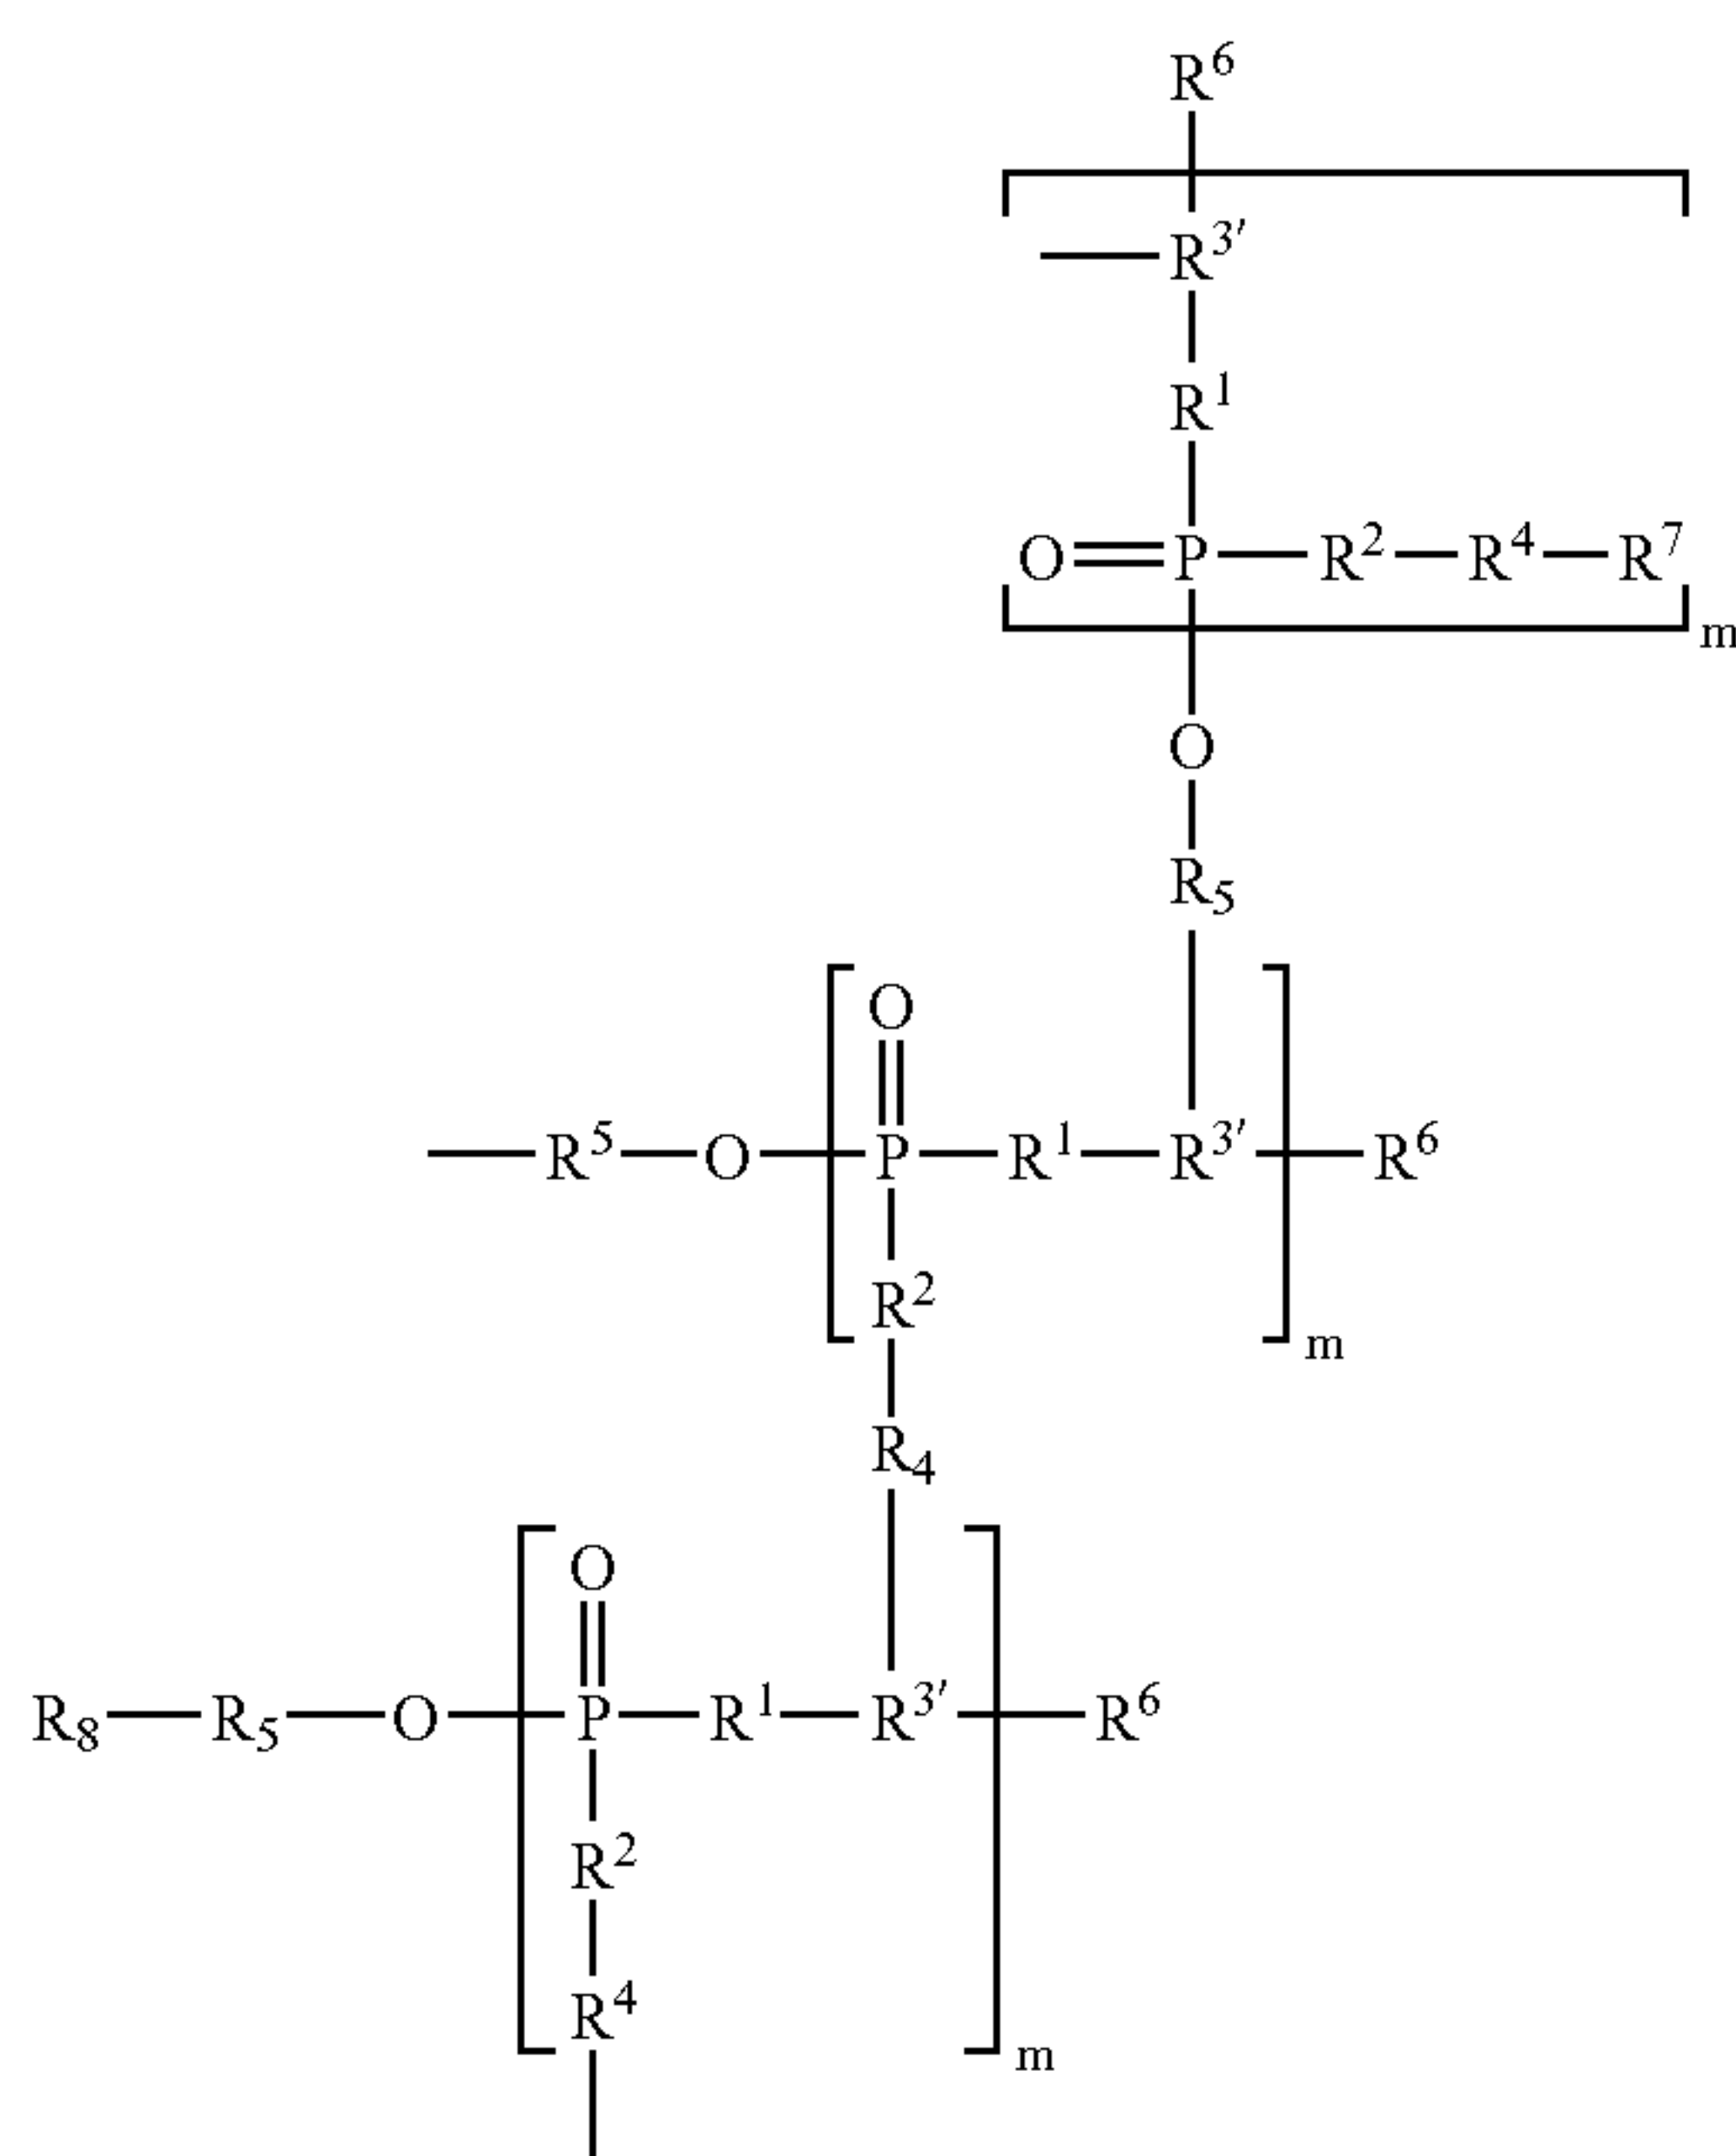 R6
R3'
R1
O P R2 R4 R7
m
O
R5
O
R5 O P R1 R3' R6
R2
m
R4
O
R8 R5 O P R1 R3' R6
R2
R4
m